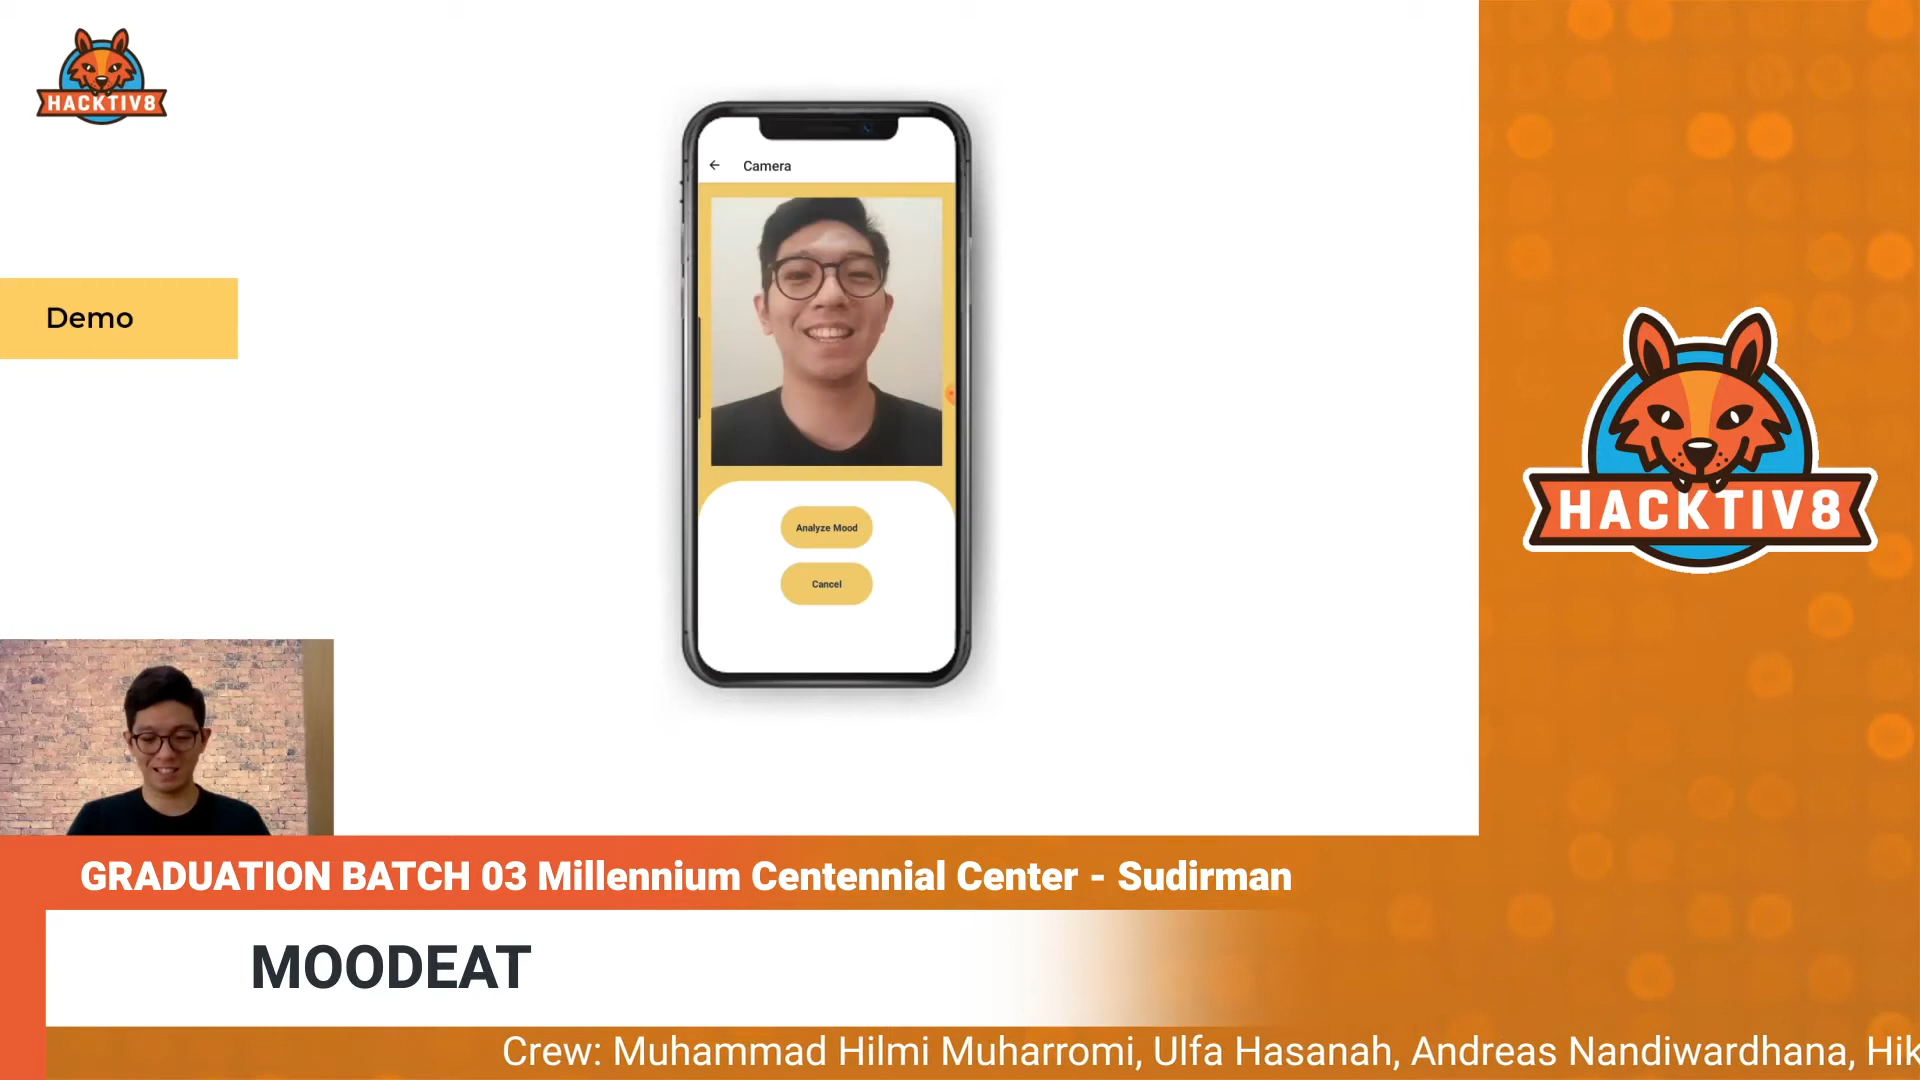 HACKTIV8
Camera
Demo
Analyze Mood
Cancel
HACKTIV8
GRADUATION BATCH 03 Millennium Centennial Center - Sudirman
MOODEAT
Crew: Muhammad Hilmi Muharromi, Ulfa Hasanah, Andreas Nandiwardhana,